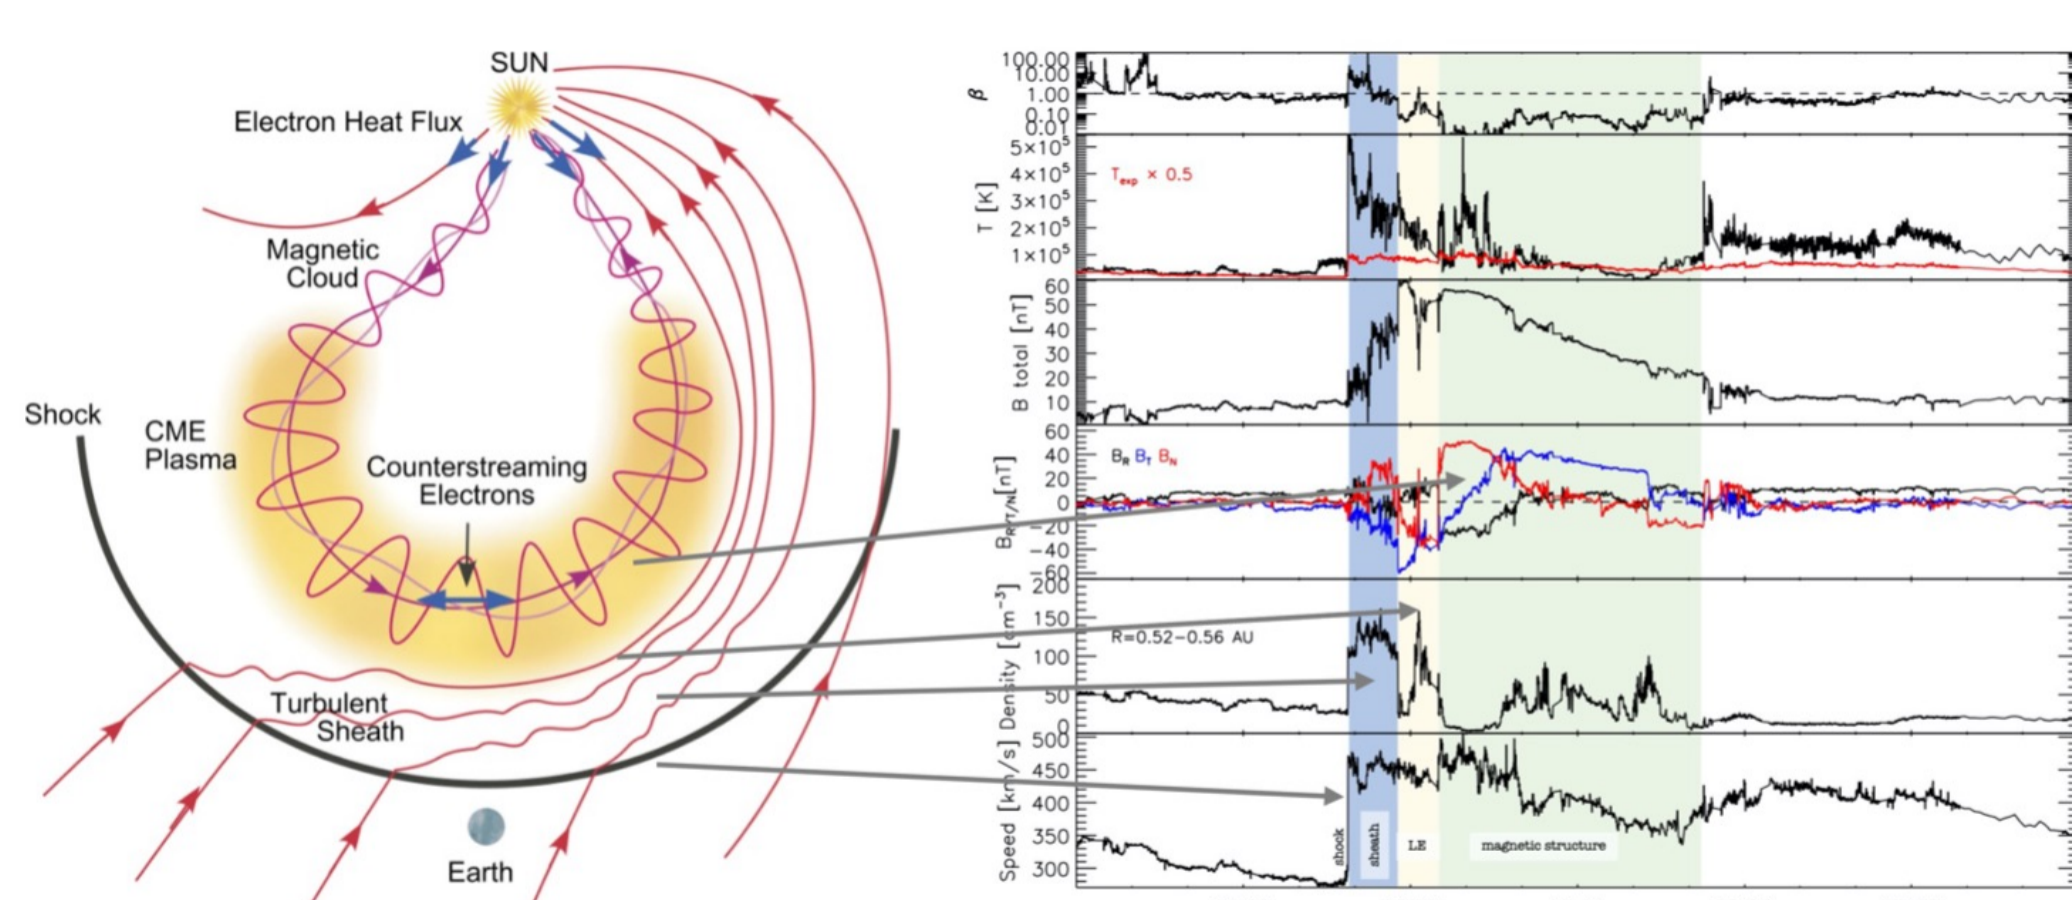 SUN
Electron Heat Flux
Magnetic
Cloud
Shock
CME
Plasma
Counterstreaming
Electrons
Turbulent
Sheath
Earth
β
100.00
10.00
1.00
0.10
0.01
T [K]
5×10⁵
4×10⁵
3×10⁵
2×10⁵
1×10⁵
Texp × 0.5
B total [nT]
60
50
40
30
20
10
BR/T/N [nT]
60
40
20
0
−20
−40
−60
BR BT BN
Density [cm⁻³]
200
150
100
50
0
R=0.52−0.56 AU
Speed [km/s]
500
450
400
350
300
shock
sheath
LE
magnetic structure